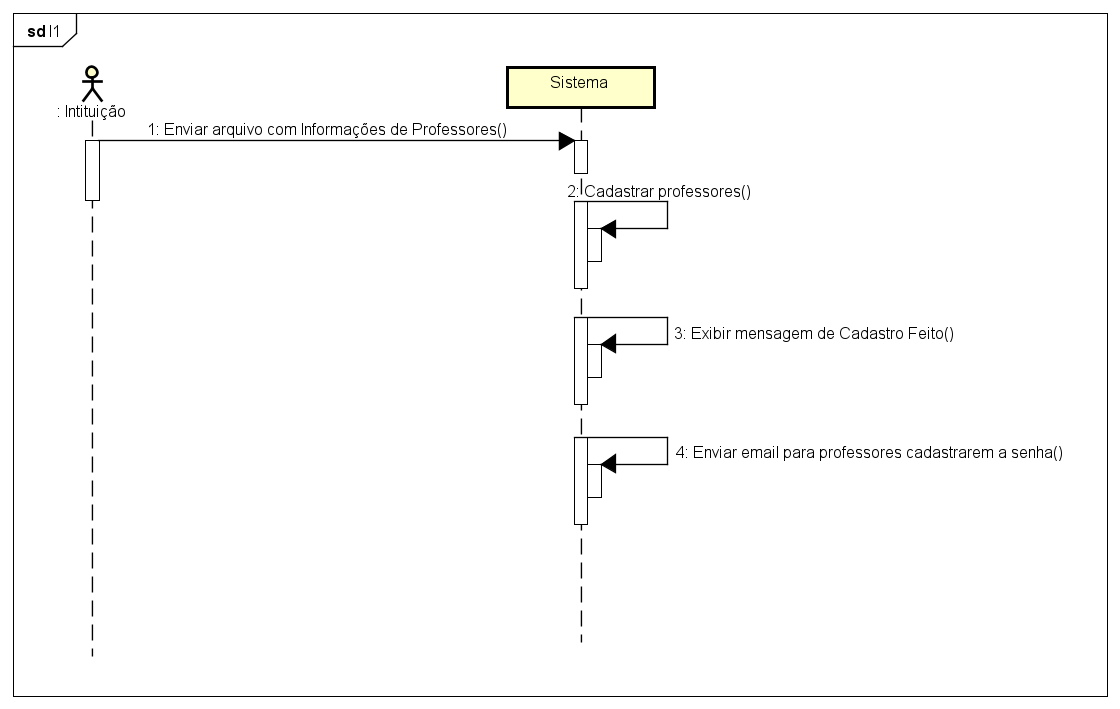 sd I1
: Intituição
Sistema
1: Enviar arquivo com Informações de Professores()
2: Cadastrar professores()
3: Exibir mensagem de Cadastro Feito()
4: Enviar email para professores cadastrarem a senha()